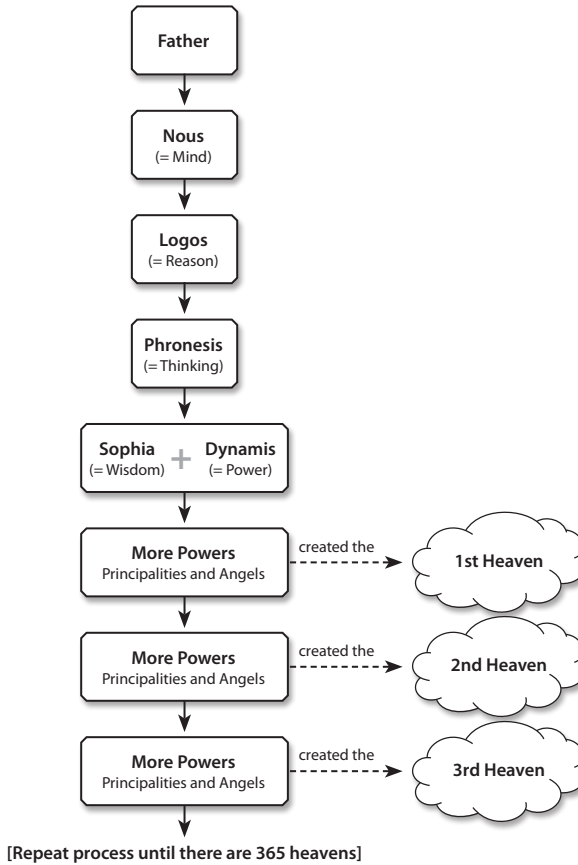 Father
Nous
(= Mind)
Logos
(= Reason)
Phronesis
(= Thinking)
Sophia + Dynamis
(= Wisdom) (= Power)
More Powers created the 1st Heaven
Principalities and Angels
More Powers created the 2nd Heaven
Principalities and Angels
More Powers created the 3rd Heaven
Principalities and Angels
[Repeat process until there are 365 heavens]